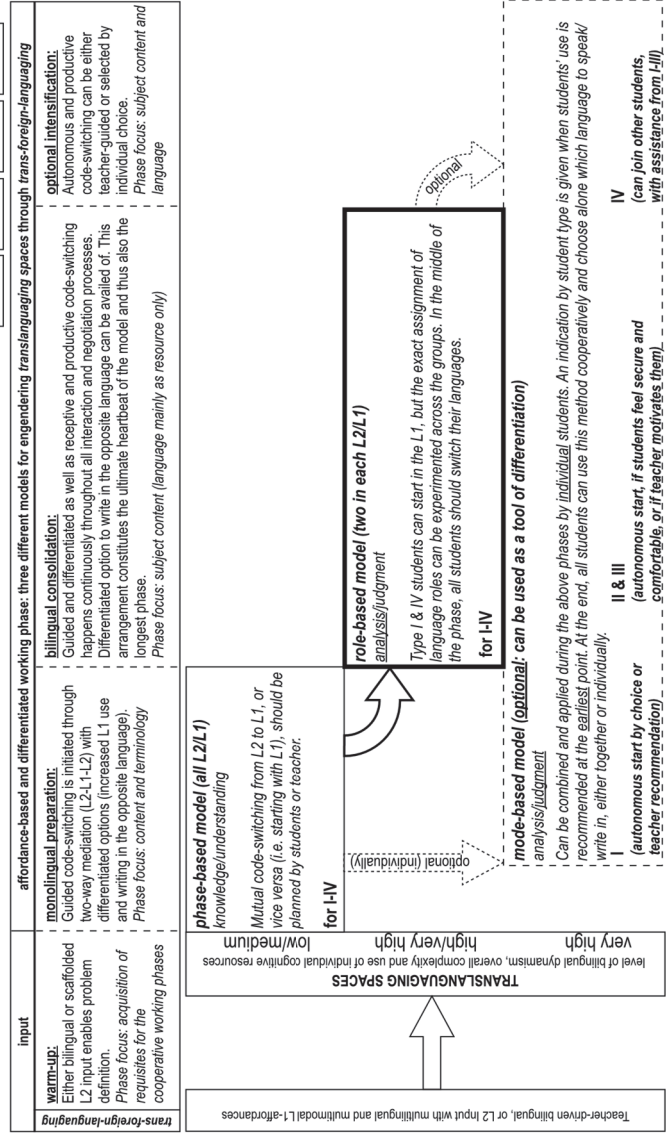 input
affordance-based and differentiated working phase: three different models for engendering translanguaging spaces through trans-foreign-languaging
trans-foreign-languaging
warm-up:
Either bilingual or scaffolded
L2 input enables problem
definition.
Phase focus: acquisition of
requisites for the
cooperative working phases
monolingual preparation:
Guided code-switching is initiated through
two-way mediation (L2-L1-L2) with
differentiated options (increased L1 use
and writing in the opposite language).
Phase focus: content and terminology
bilingual consolidation:
Guided and differentiated as well as receptive and productive code-switching
happens continuously throughout all interaction and negotiation processes.
Differentiated option to write in the opposite language can be availed of. This
arrangement constitutes the ultimate heartbeat of the model and thus also the
longest phase.
Phase focus: subject content (language mainly as resource only)
optional intensification:
Autonomous and productive
code-switching can be either
teacher-guided or selected by
individual choice.
Phase focus: subject content and
language
Teacher-driven bilingual, or L2 Input with multilingual and multimodal L1-affordances
TRANSLANGUAGING SPACES
level of bilingual dynamism, overall complexity and use of individual cognitive resources
low/medium
high/very high
very high
phase-based model (all L2/L1)
knowledge/understanding
Mutual code-switching from L2 to L1, or
vice versa (i.e. starting with L1), should be
planned by students or teacher.
for I-IV
optional (individually)
role-based model (two in each L2/L1)
analysis/judgment
Type I & IV students can start in the L1, but the exact assignment of
language roles can be experimented across the groups. In the middle of
the phase, all students should switch their languages.
for I-IV
optional
mode-based model (optional: can be used as a tool of differentiation)
analysis/judgment
Can be combined and applied during the above phases by individual students. An indication by student type is given when students' use is
recommended at the earliest point. At the end, all students can use this method cooperatively and choose alone which language to speak/
write in, either together or individually.
I
(autonomous start by choice or
teacher recommendation)
II & III
(autonomous start, if students feel secure and
comfortable, or if teacher motivates them)
IV
(can join other students,
with assistance from I-III)